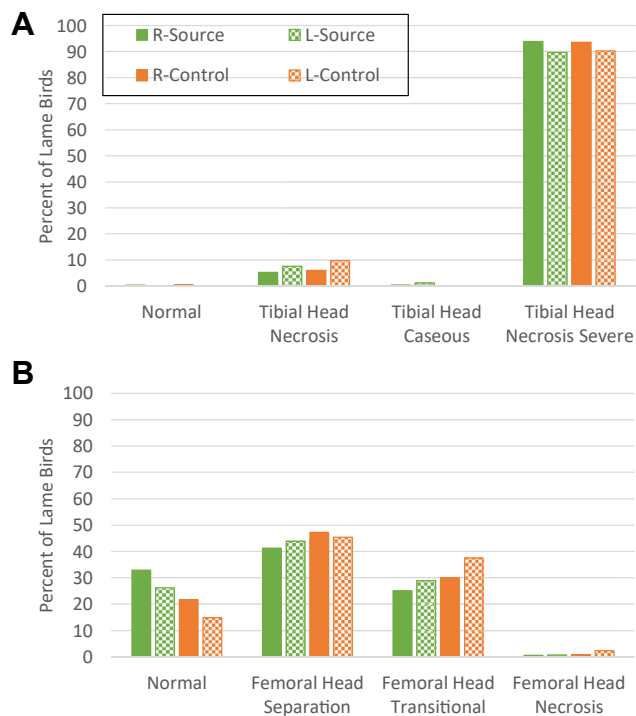 A
R-Source L-Source
R-Control L-Control
Percent of Lame Birds
100
90
80
70
60
50
40
30
20
10
0
Normal Tibial Head Tibial Head Tibial Head
Necrosis Caseous Necrosis Severe
B
Percent of Lame Birds
100
90
80
70
60
50
40
30
20
10
0
Normal Femoral Head Femoral Head Femoral Head
Separation Transitional Necrosis